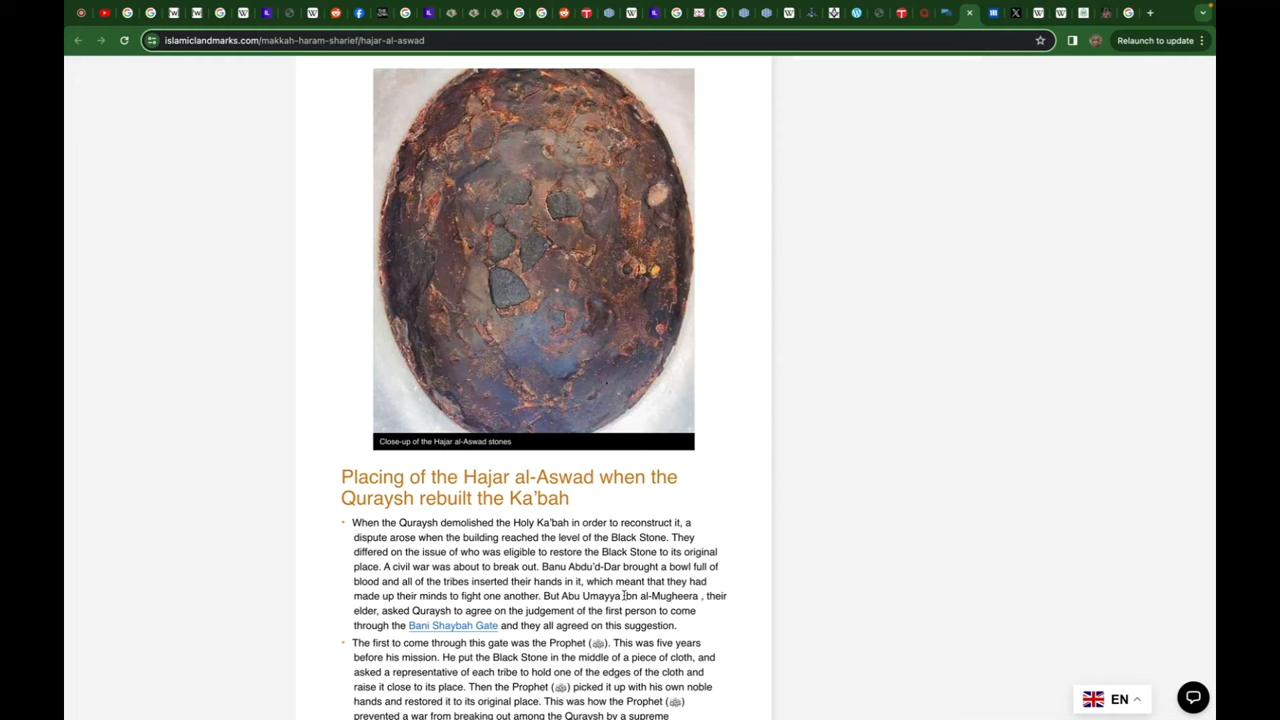 islamiclandmarks.com/makkah-haram-sharief/hajar-al-aswad
Relaunch to update
Close-up of the Hajar al-Aswad stones
Placing of the Hajar al-Aswad when the
Quraysh rebuilt the Ka’bah
• When the Quraysh demolished the Holy Ka’bah in order to reconstruct it, a
dispute arose when the building reached the level of the Black Stone. They
differed on the issue of who was eligible to restore the Black Stone to its original
place. A civil war was about to break out. Banu Abdu’d-Dar brought a bowl full of
blood and all of the tribes inserted their hands in it, which meant that they had
made up their minds to fight one another. But Abu Umayya ibn al-Mugheera , their
elder, asked Quraysh to agree on the judgement of the first person to come
through the Bani Shaybah Gate and they all agreed on this suggestion.
• The first to come through this gate was the Prophet (ﷺ). This was five years
before his mission. He put the Black Stone in the middle of a piece of cloth, and
asked a representative of each tribe to hold one of the edges of the cloth and
raise it close to its place. Then the Prophet (ﷺ) picked it up with his own noble
hands and restored it to its original place. This was how the Prophet (ﷺ)
prevented a war from breaking out among the Quraysh by a supreme
EN